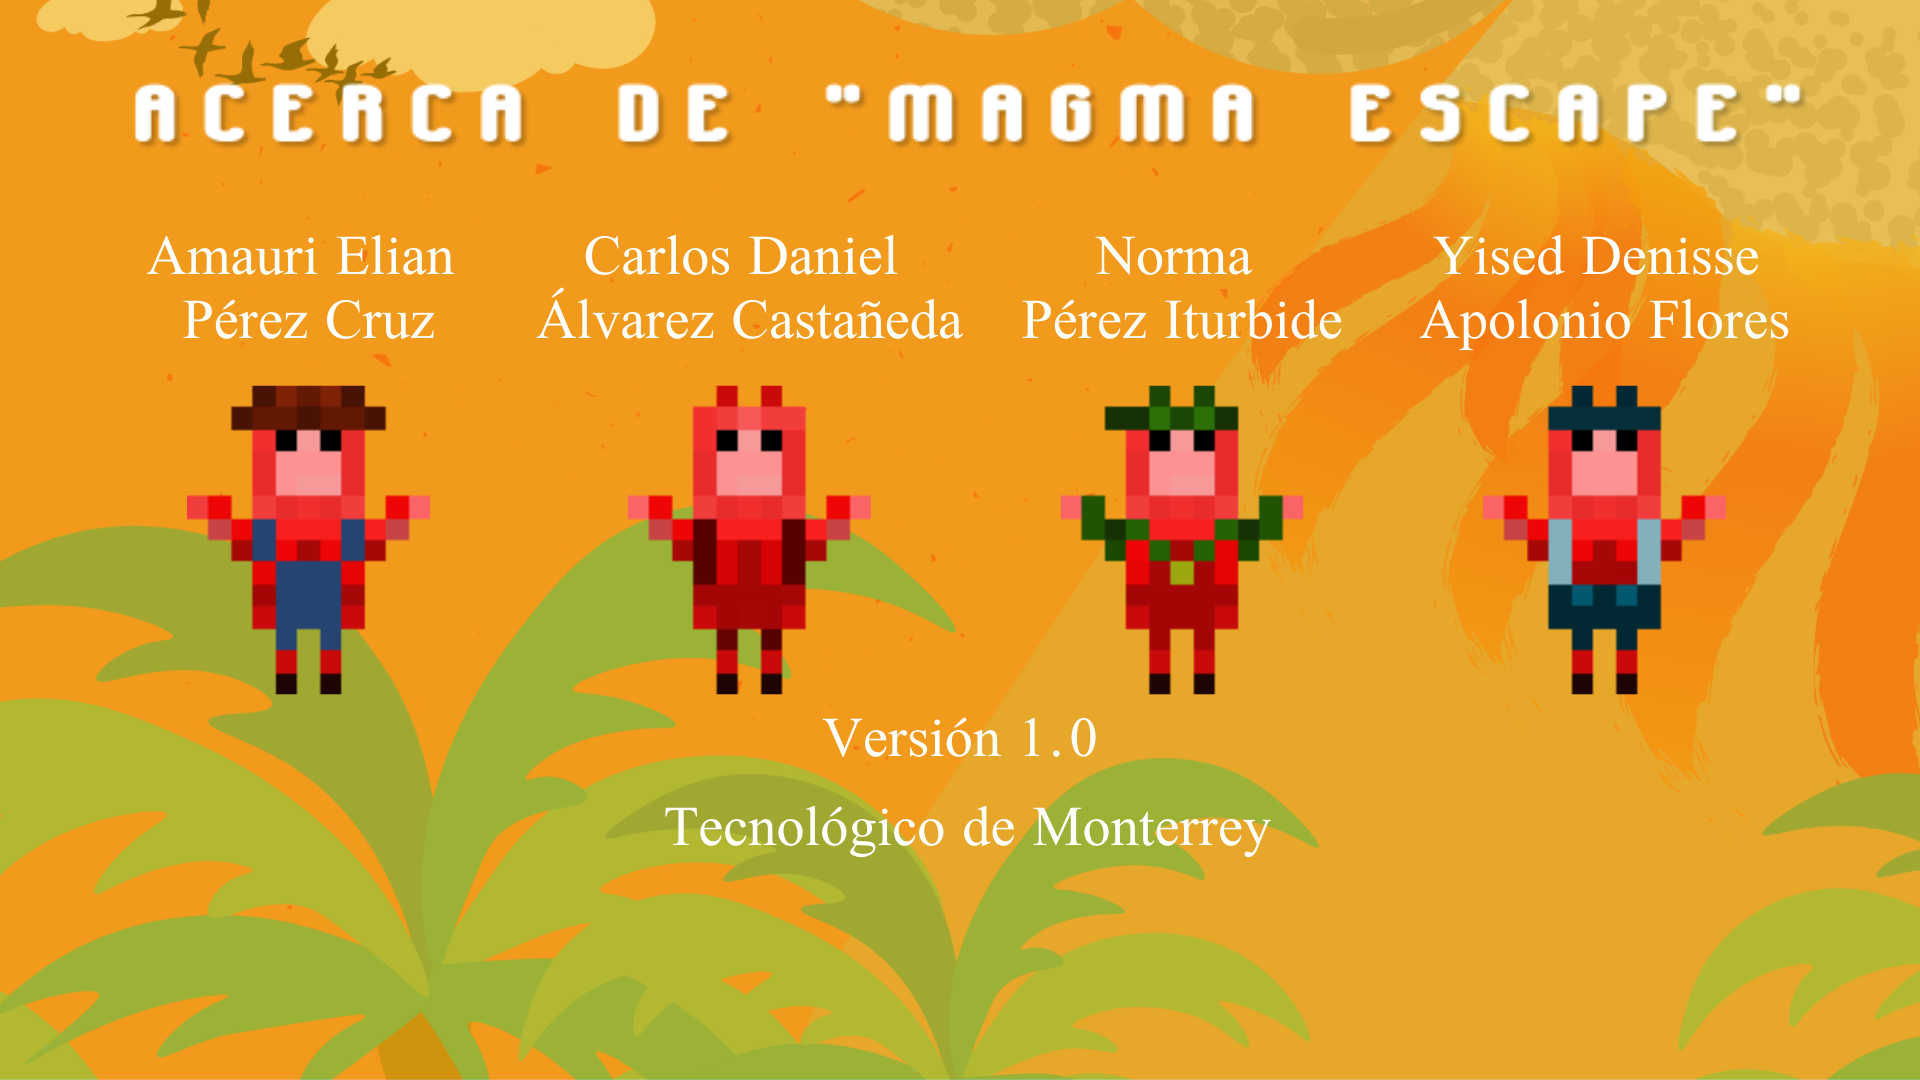 ACERCA DE "MAGMA ESCAPE"
Amauri Elian
Pérez Cruz
Carlos Daniel
Álvarez Castañeda
Norma
Pérez Iturbide
Yised Denisse
Apolonio Flores
Versión 1.0
Tecnológico de Monterrey